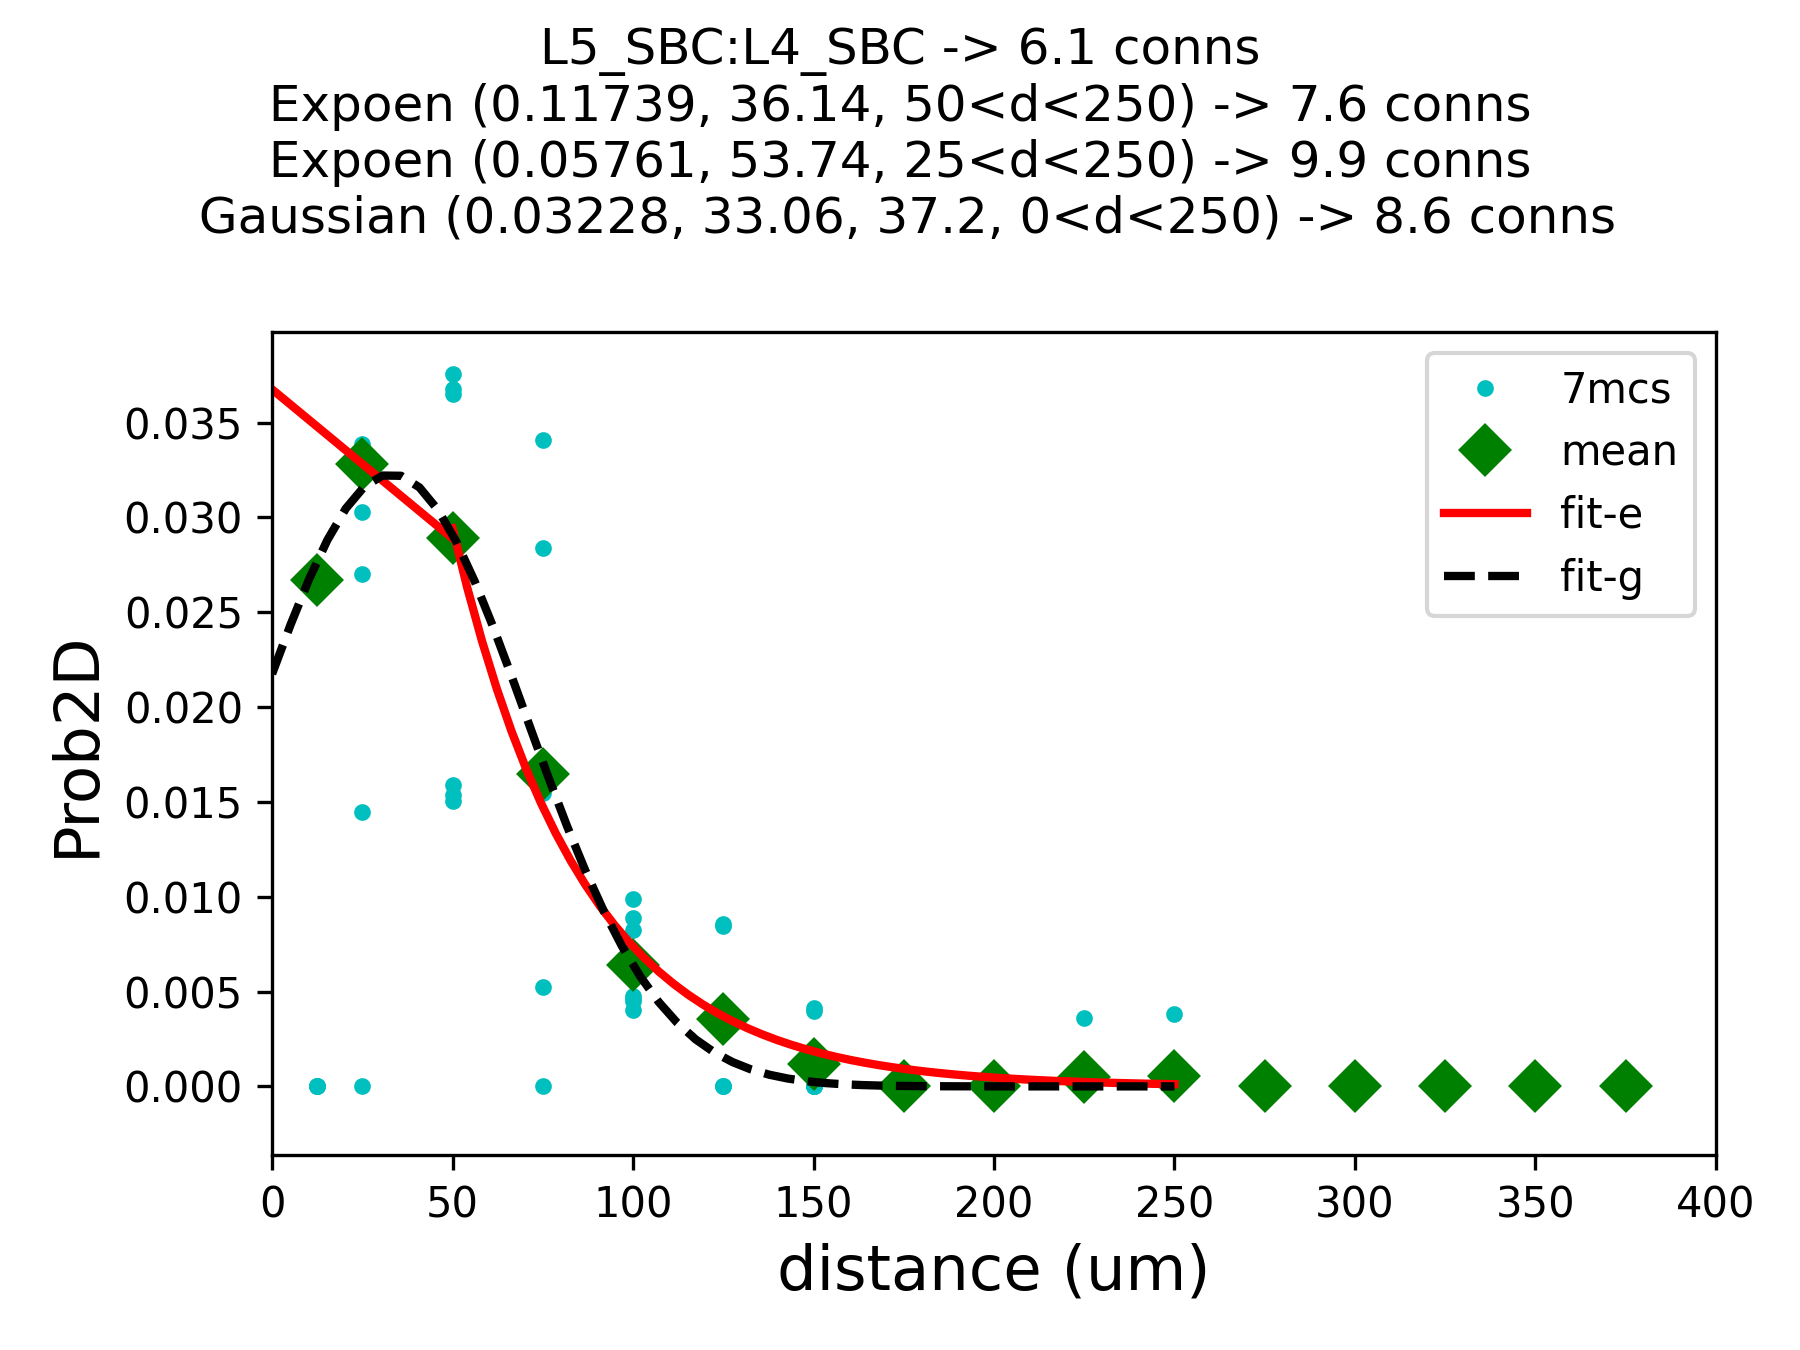 L5_SBC:L4_SBC -> 6.1 conns
Expoen (0.11739, 36.14, 50<d<250) -> 7.6 conns
Expoen (0.05761, 53.74, 25<d<250) -> 9.9 conns
Gaussian (0.03228, 33.06, 37.2, 0<d<250) -> 8.6 conns
7mcs
mean
fit-e
fit-g
Prob2D
0.035
0.030
0.025
0.020
0.015
0.010
0.005
0.000
0 50 100 150 200 250 300 350 400
distance (um)